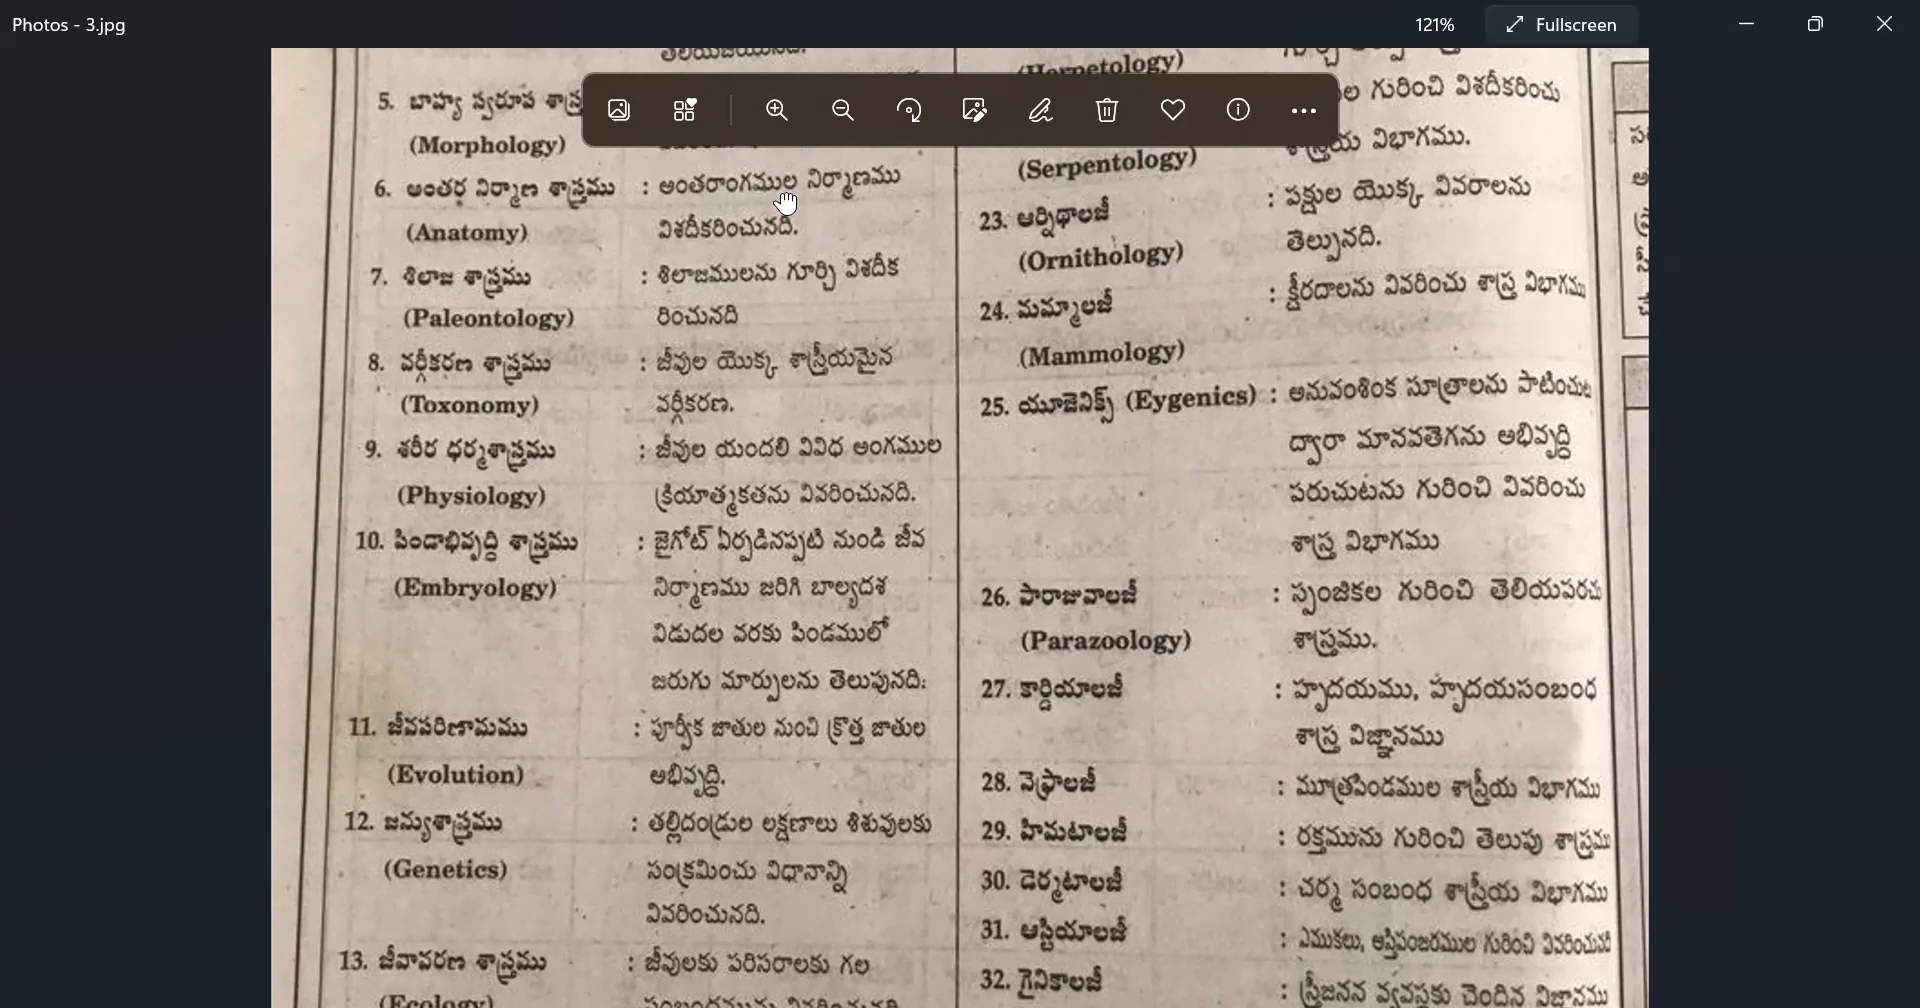 Photos - 3.jpg
121%
Fullscreen
5. బాహ్య స్వరూప
(Morphology)
6. అంతర్గ నిర్మాణ శాస్త్రము : అంతరాంగముల నిర్మాణము
(Anatomy) విశదీకరించునది.
7. శిలాజ శాస్త్రము : శిలాజములను గూర్చి విశదీక
(Paleontology) రించునది
8. వర్గీకరణ శాస్త్రము : జీవుల యొక్క శాస్త్రీయమైన
(Toxonomy) వర్గీకరణ.
9. శరీర ధర్మశాస్త్రము : జీవుల యందలి వివిధ అంగముల
(Physiology) క్రియాత్మకతను వివరించునది.
10. పిండాభివృద్ధి శాస్త్రము : జైగోట్ ఏర్పడినప్పటి నుండి జీవ
(Embryology) నిర్మాణము జరిగి బాల్యదశ
విడుదల వరకు పిండములో
జరుగు మార్పులను తెలుపునది:
11. జీవపరిణామము : పూర్వీక జాతుల నుంచి క్రొత్త జాతుల
(Evolution) అభివృద్ధి.
12. జన్యుశాస్త్రము : తల్లిదండ్రుల లక్షణాలు శిశువులకు
(Genetics) సంక్రమించు విధానాన్ని
వివరించునది.
13. జీవావరణ శాస్త్రము : జీవులకు పరిసరాలకు గల
(Ecology)
(Herpetology)
గురించి విశదీకరించు
విభాగము.
(Serpentology)
23. ఆర్నిథాలజీ : పక్షుల యొక్క వివరాలను
(Ornithology) తెల్పునది.
24. మమ్మాలజీ : క్షీరదాలను వివరించు శాస్త్ర విభాగము
(Mammology)
25. యూజెనిక్స్ (Eygenics) : అనువంశింక సూత్రాలను
ద్వారా మానవతెగను అభివృద్ధి
పరుచుటను గురించి వివరించు
శాస్త్ర విభాగము
26. పారాజువాలజీ : స్పంజికల గురించి తెలియపరచు
(Parazoology) శాస్త్రము.
27. కార్డియాలజీ : హృదయము, హృదయసంబంధ
శాస్త్ర విజ్ఞానము
28. నెఫ్రాలజీ : మూత్రపిండముల శాస్త్రీయ విభాగము
29. హిమటాలజీ : రక్తమును గురించి తెలుపు శాస్త్రము
30. డెర్మటాలజీ : చర్మ సంబంధ శాస్త్రీయ విభాగము
31. ఆస్టియాలజీ : ఎముకలు, అస్తిపంజరముల గురించి
32. గైనికాలజీ : స్త్రీజనన వ్యవస్థకు చెందిన విజ్ఞానము